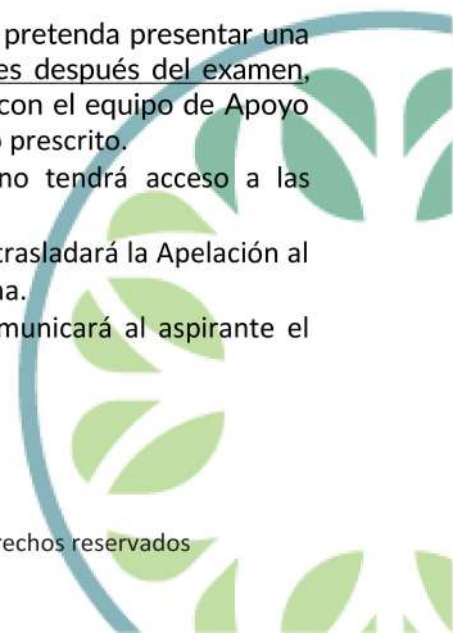 pretenda presentar una
es después del examen,
con el equipo de Apoyo
o prescrito.
no tendrá acceso a las
trasladará la Apelación al
na.
municará al aspirante el
rechos reservados